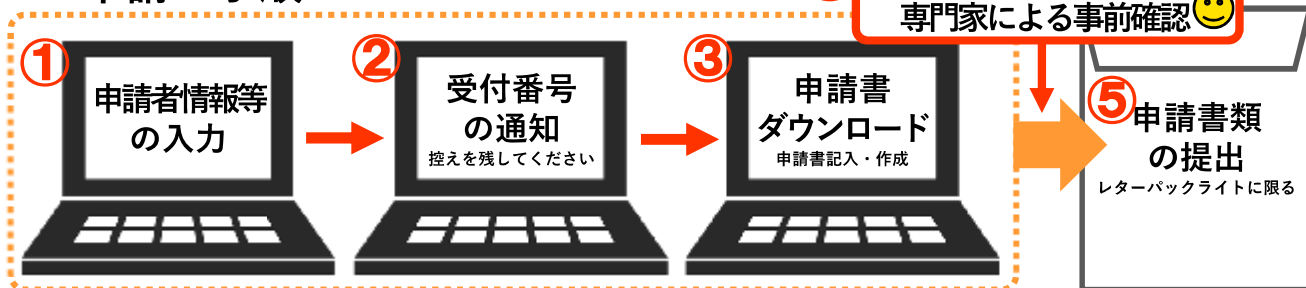 専門家による事前確認
①
申請者情報等
の入力
②
受付番号
の通知
控えを残してください
③
申請書
ダウンロード
申請書記入・作成
⑤
申請書類
の提出
レターパックライトに限る